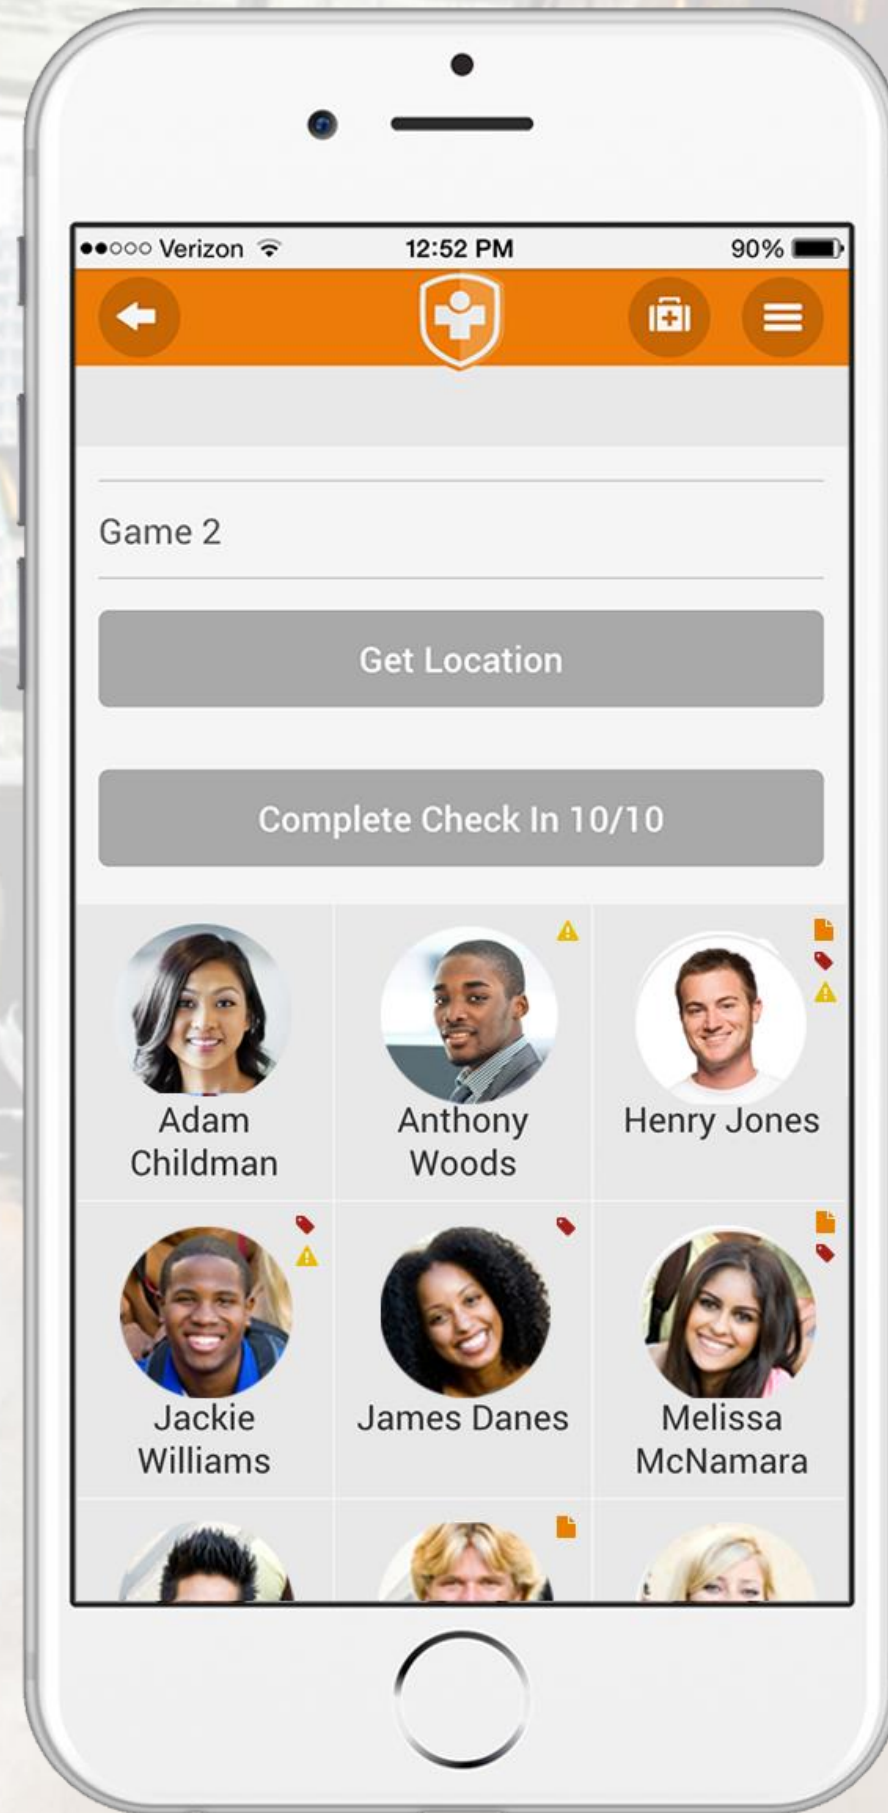 Verizon 12:52 PM 90%
Game 2
Get Location
Complete Check In 10/10
Adam
Childman
Anthony
Woods
Henry Jones
Jackie
Williams
James Danes
Melissa
McNamara